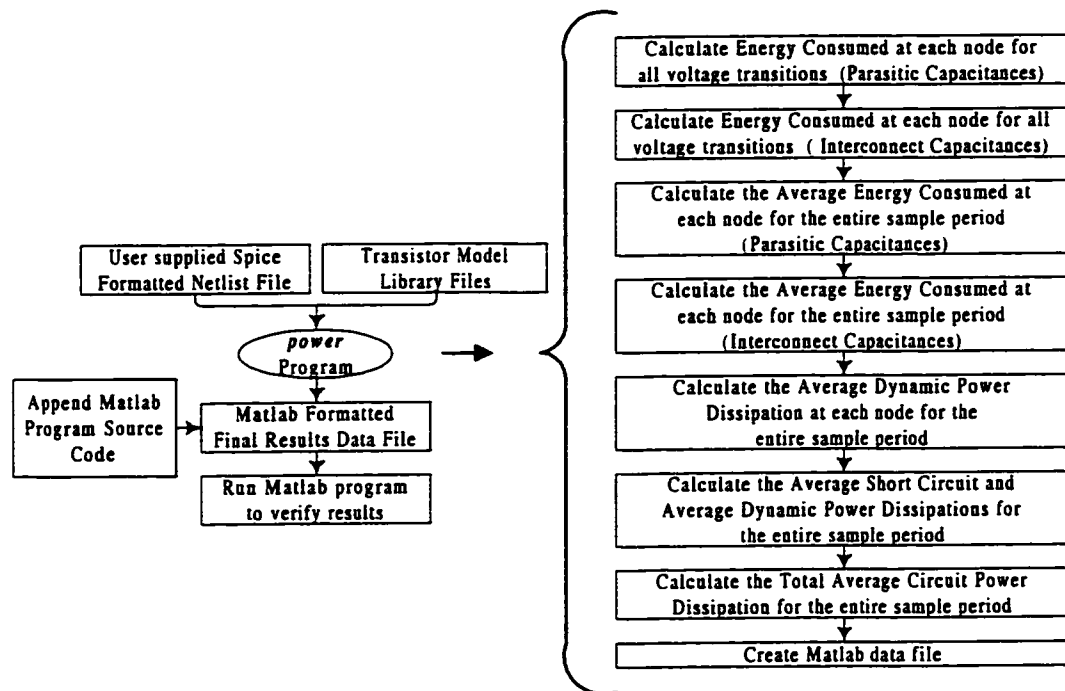 User supplied Spice
Formatted Netlist File
Transistor Model
Library Files
power
Program
Append Matlab
Program Source
Code
Matlab Formatted
Final Results Data File
Run Matlab program
to verify results
Calculate Energy Consumed at each node for
all voltage transitions (Parasitic Capacitances)
Calculate Energy Consumed at each node for all
voltage transitions ( Interconnect Capacitances)
Calculate the Average Energy Consumed at
each node for the entire sample period
(Parasitic Capacitances)
Calculate the Average Energy Consumed at
each node for the entire sample period
(Interconnect Capacitances)
Calculate the Average Dynamic Power
Dissipation at each node for the
entire sample period
Calculate the Average Short Circuit and
Average Dynamic Power Dissipations for
the entire sample period
Calculate the Total Average Circuit Power
Dissipation for the entire sample period
Create Matlab data file